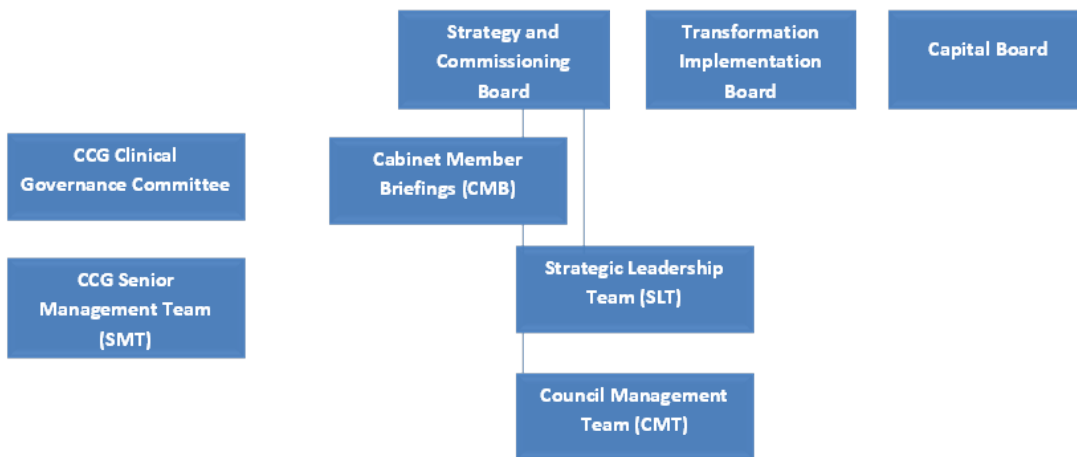 Strategy and
Commissioning
Board
Transformation
Implementation
Board
Capital Board
CCG Clinical
Governance Committee
Cabinet Member
Briefings (CMB)
CCG Senior
Management Team
(SMT)
Strategic Leadership
Team (SLT)
Council Management
Team (CMT)